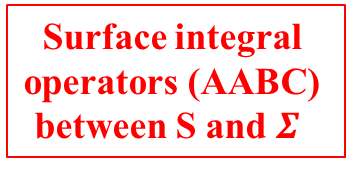 Surface integral
operators (AABC)
between S and Σ